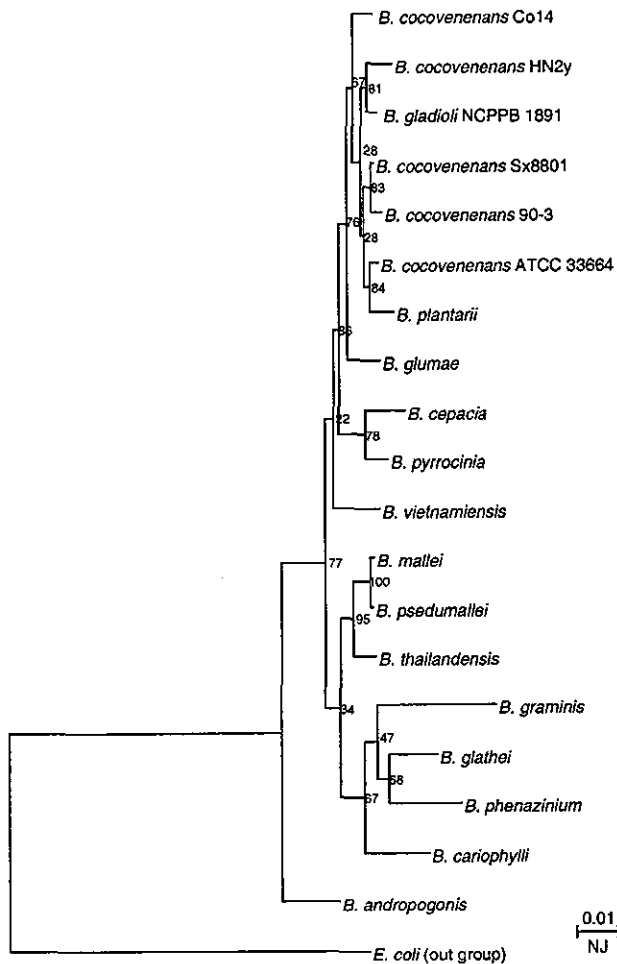 B. cocovenenans Co14
B. cocovenenans HN2y
67
81
B. gladioli NCPPB 1891
28
B. cocovenenans Sx8801
63
B. cocovenenans 90-3
76
28
B. cocovenenans ATCC 33664
84
B. plantarii
86
B. glumae
B. cepacia
22
78
B. pyrrocinia
B. vietnamiensis
B. mallei
77
100
B. psedumallei
95
B. thailandensis
B. graminis
34
47
B. glathei
68
67
B. phenazinium
B. cariophylli
B. andropogonis
0.01
NJ
E. coli (out group)